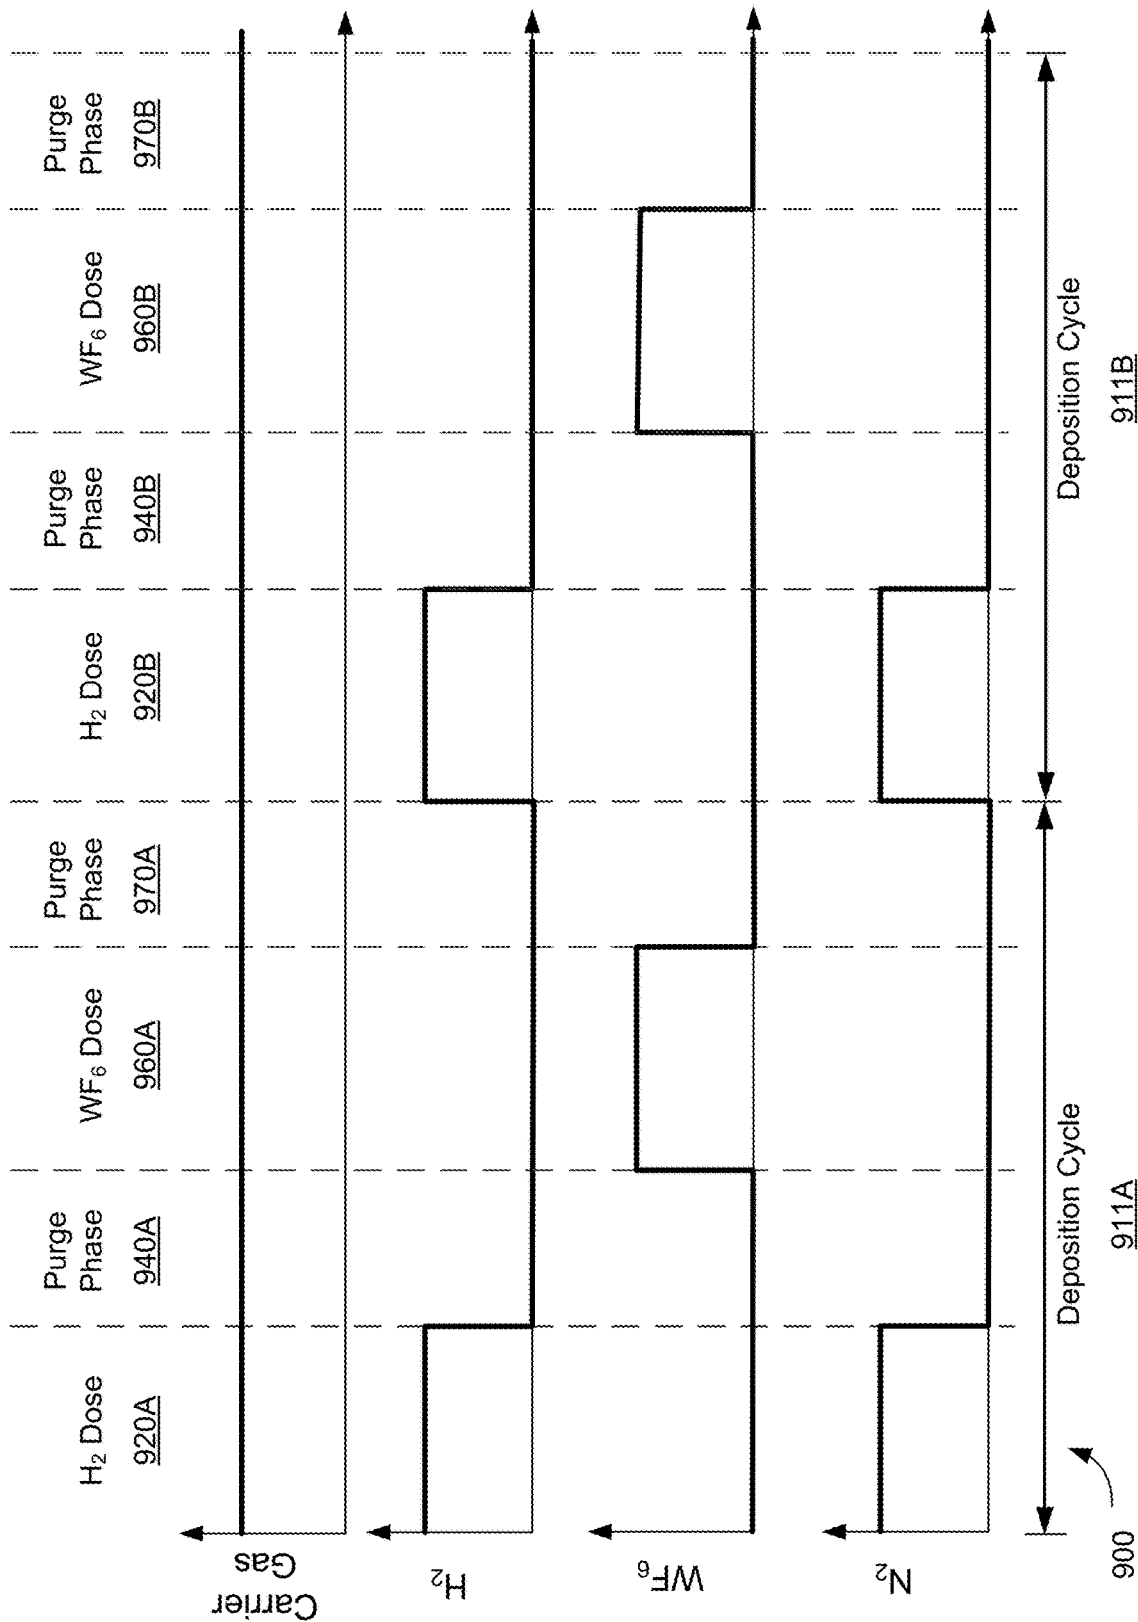 H₂ Dose
920A
Purge
Phase
940A
WF₆ Dose
960A
Purge
Phase
970A
H₂ Dose
920B
Purge
Phase
940B
WF₆ Dose
960B
Purge
Phase
970B
Carrier
Gas
H₂
WF₆
N₂
Deposition Cycle
911A
Deposition Cycle
911B
900